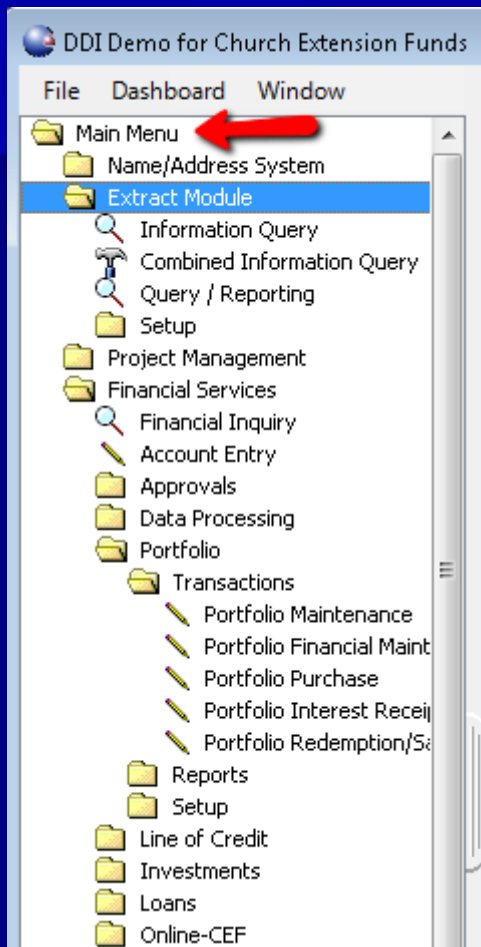 DDI Demo for Church Extension Funds
File Dashboard Window
Main Menu
Name/Address System
Extract Module
Information Query
Combined Information Query
Query / Reporting
Setup
Project Management
Financial Services
Financial Inquiry
Account Entry
Approvals
Data Processing
Portfolio
Transactions
Portfolio Maintenance
Portfolio Financial Maint
Portfolio Purchase
Portfolio Interest
Portfolio Redemption/Sa
Reports
Setup
Line of Credit
Investments
Loans
Online-CEF